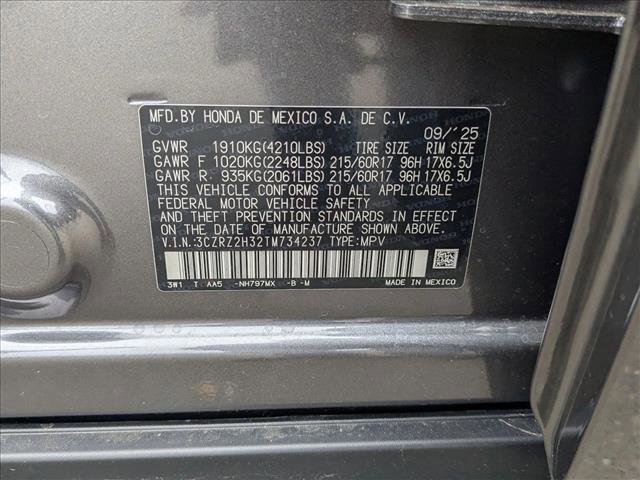 MFD.BY HONDA DE MEXICO S.A. DE C.V.
09/'25
GVWR 1910KG(4210LBS) TIRE SIZE RIM SIZE
GAWR F 1020KG(2248LBS) 215/60R17 96H 17X6.5J
GAWR R. 935KG(2061LBS) 215/60R17 96H 17X6.5J
THIS VEHICLE CONFORMS TO ALL APPLICABLE
FEDERAL MOTOR VEHICLE SAFETY
AND THEFT PREVENTION STANDARDS IN EFFECT
ON THE DATE OF MANUFACTURE SHOWN ABOVE.
V.I.N.:3CZRZ2H32TM734237 TYPE:MPV
3W1 T AA5 -NH797MX -B -M MADE IN MEXICO